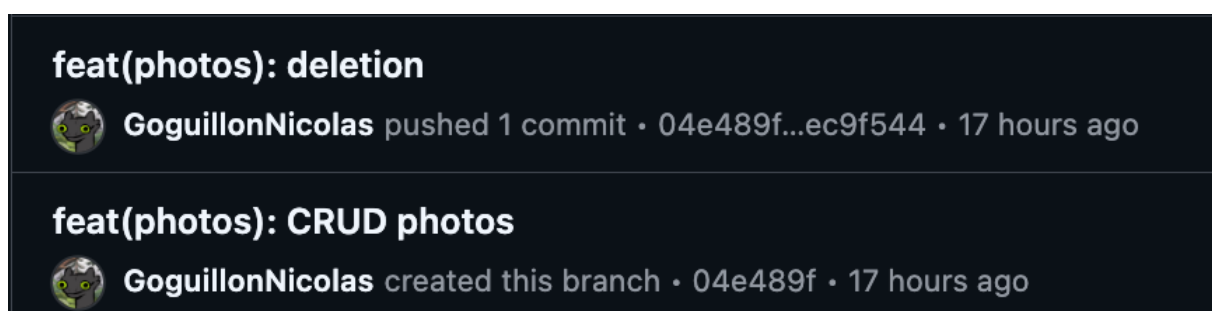 feat(photos): deletion
GoguillonNicolas pushed 1 commit • 04e489f...ec9f544 • 17 hours ago
feat(photos): CRUD photos
GoguillonNicolas created this branch • 04e489f • 17 hours ago